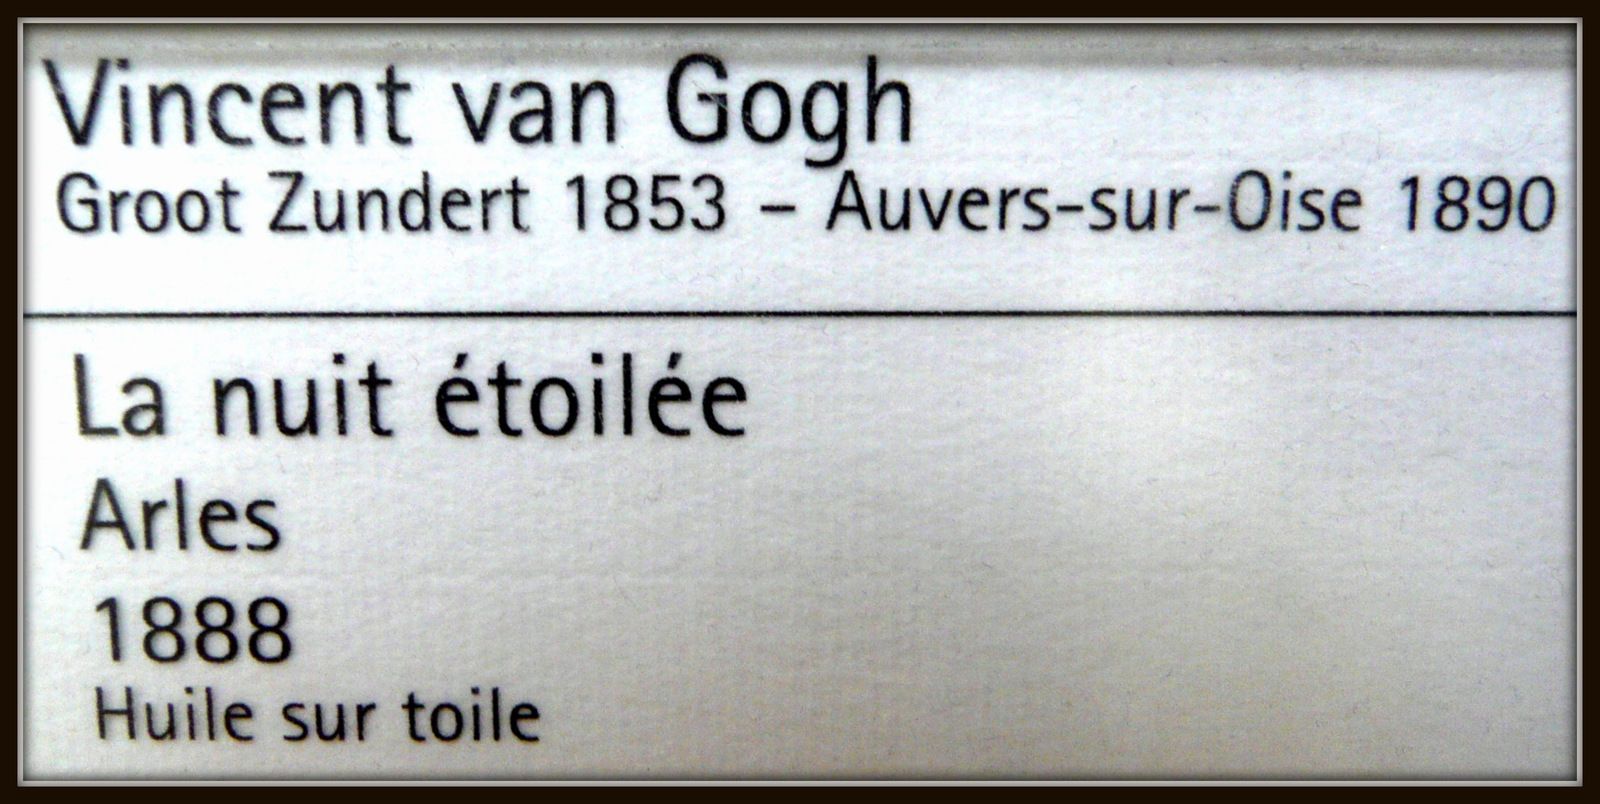 Vincent van Gogh
Groot Zundert 1853 – Auvers-sur-Oise 1890
La nuit étoilée
Arles
1888
Huile sur toile